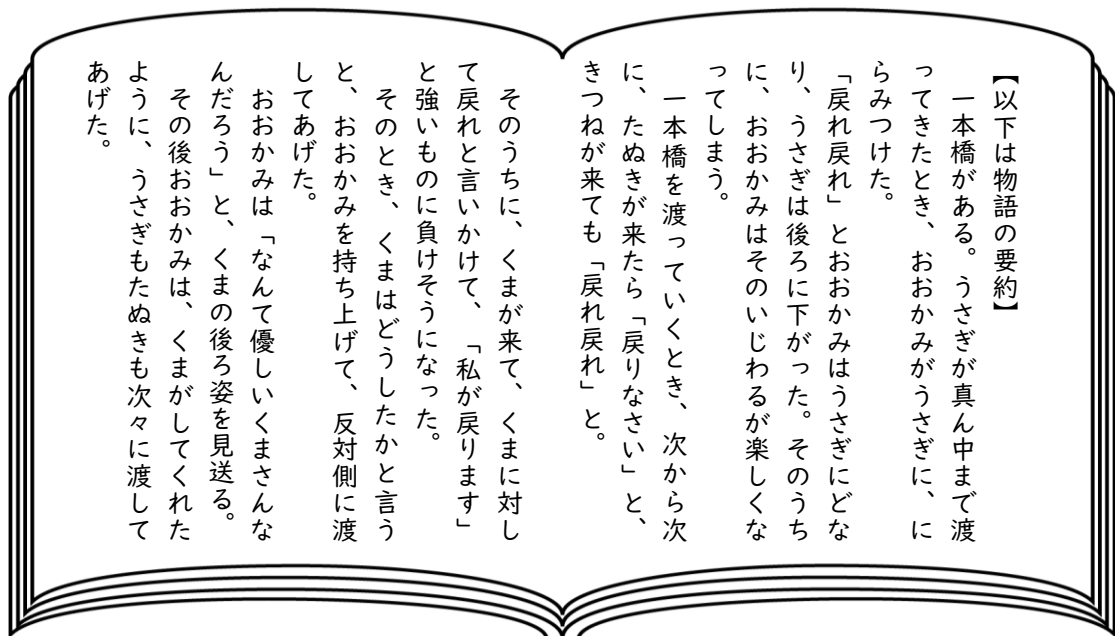 【以下は物語の要約】
一本橋がある。うさぎが真ん中まで渡
ってきたとき、おおかみがうさぎに、に
らみつけた。
「戻れ戻れ」とおおかみはうさぎにどな
り、うさぎは後ろに下がった。そのうち
に、おおかみはそのいじわるが楽しくな
ってしまう。
一本橋を渡っていくとき、次から次
に、たぬきが来たら「戻りなさい」と、
きつねが来ても「戻れ戻れ」と。
そのうちに、くまが来て、くまに対し
て戻れと言いかけて、「私が戻ります」
と強いものに負けそうになった。
そのとき、くまはどうしたかと言う
と、おおかみを持ち上げて、反対側に渡
してあげた。
おおかみは「なんて優しいくまさんな
んだろう」と、くまの後ろ姿を見送る。
その後おおかみは、くまがしてくれた
ように、うさぎもたぬきも次々に渡して
あげた。